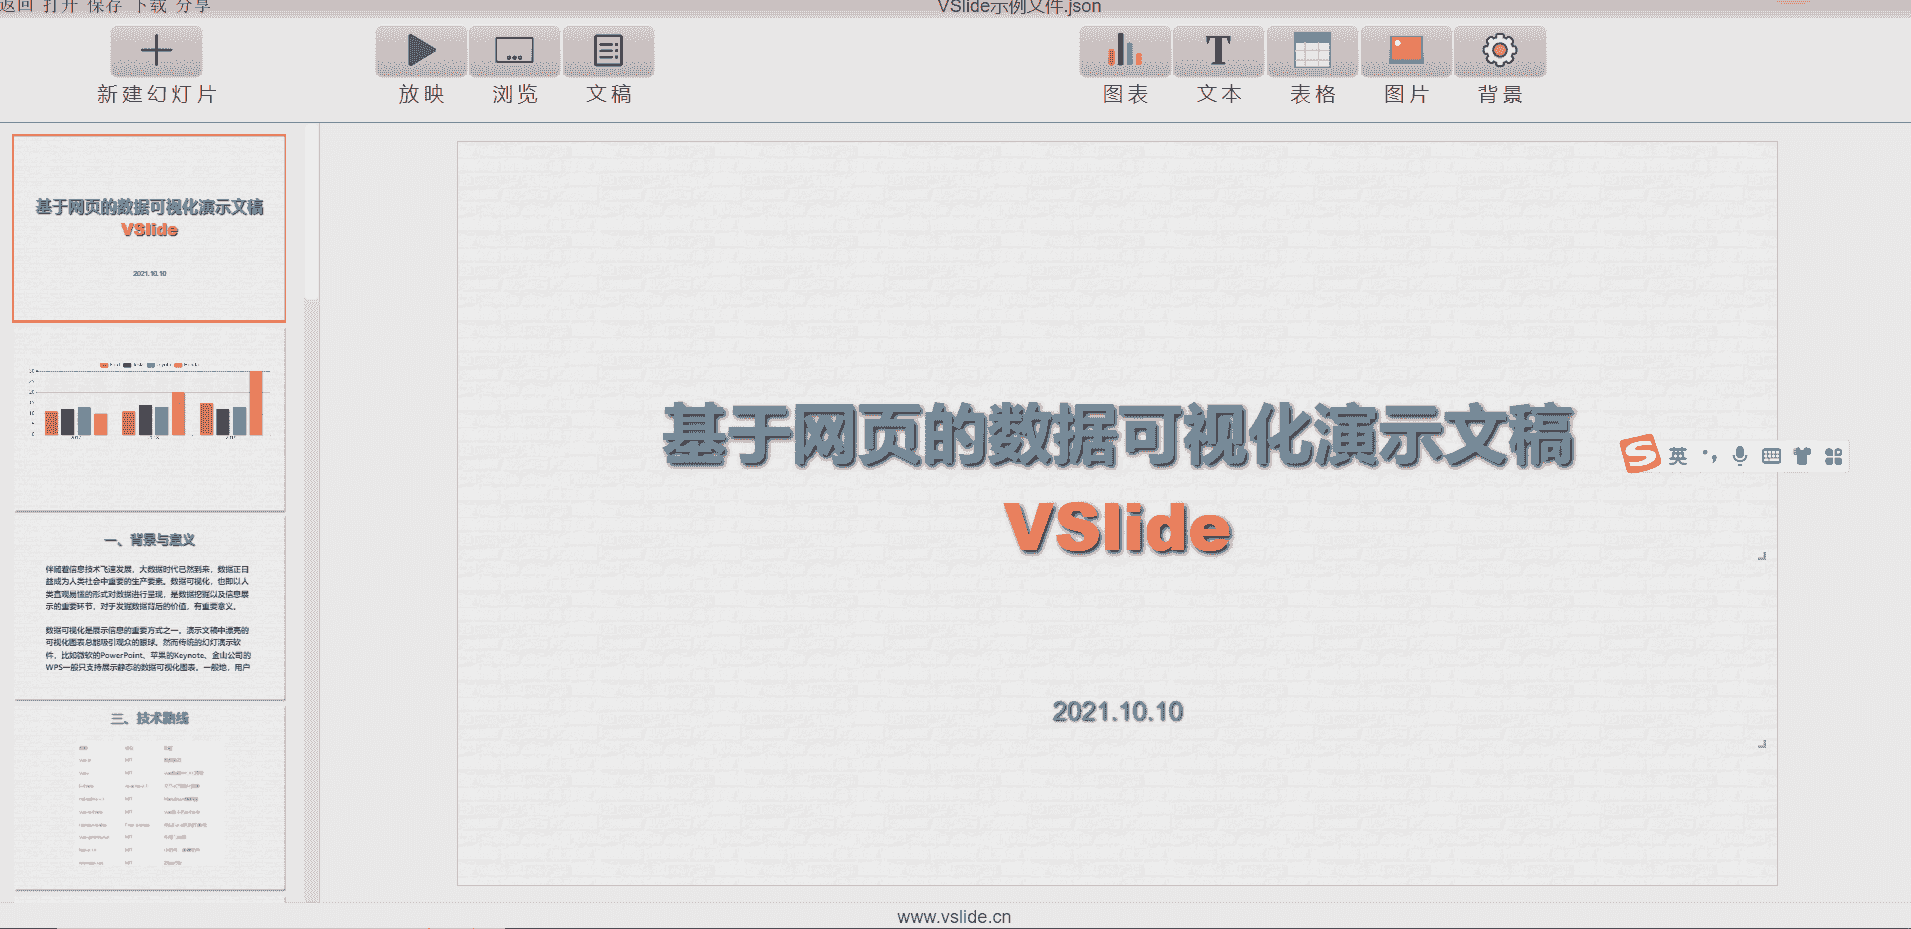 返回 打开 保存 下载 分享
VSlide示例文件.json
新建幻灯片
放映
浏览
文稿
图表
文本
表格
图片
背景
基于网页的数据可视化演示文稿
VSlide
2021.10.10
一、背景与意义
伴随着信息技术飞速发展，大数据时代已然到来，数据正日
益成为人类社会中重要的生产要素。数据可视化，也即以人
类直观易懂的形式对数据进行呈现，是数据挖掘以及信息展
示的重要环节，对于发掘数据背后的价值，有重要意义。
数据可视化是展示信息的重要方式之一。演示文稿中漂亮的
可视化图表总能吸引观众的眼球。然而传统的幻灯演示软
件，比如微软的PowerPoint、苹果的Keynote、金山公司的
WPS一般只支持展示静态的数据可视化图表。一般地，用户
三、技术路线
基于网页的数据可视化演示文稿
VSlide
2021.10.10
英
www.vslide.cn